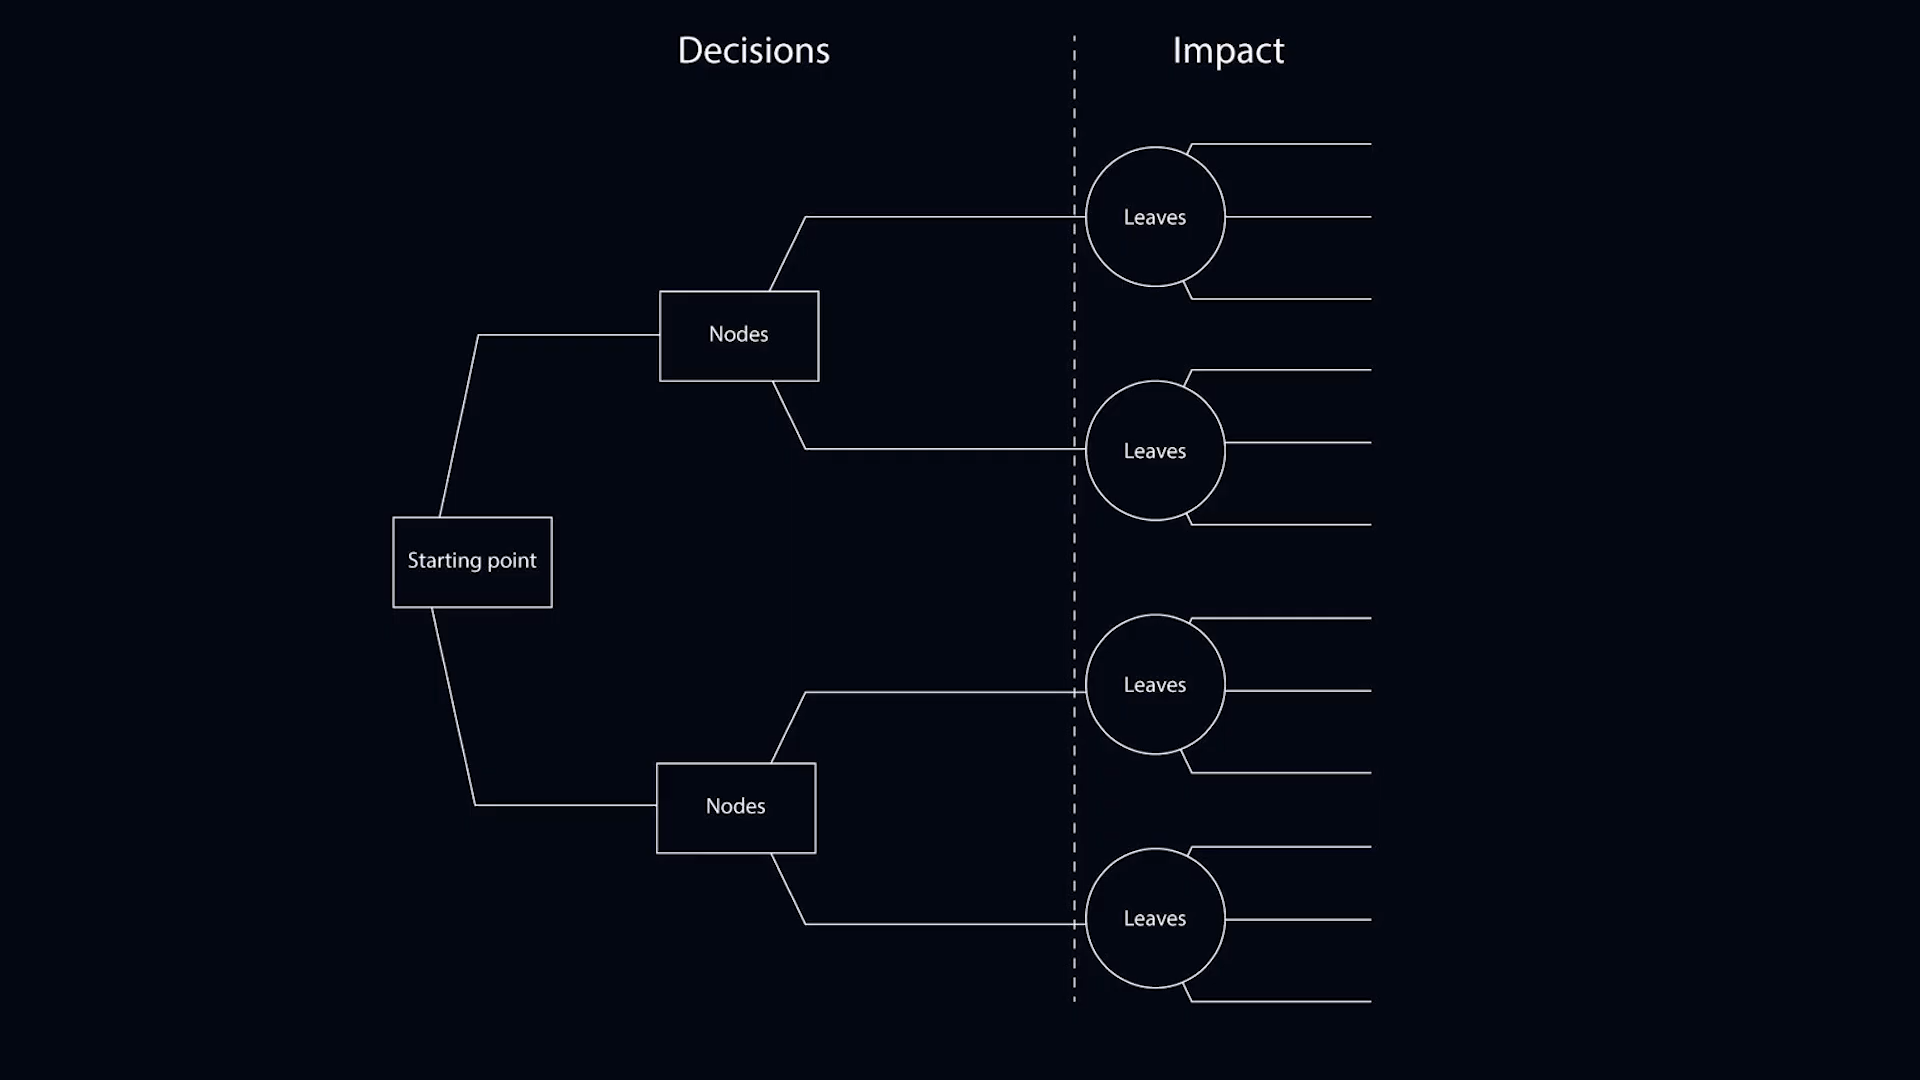 Decisions
Impact
Leaves
Nodes
Leaves
Starting point
Leaves
Nodes
Leaves